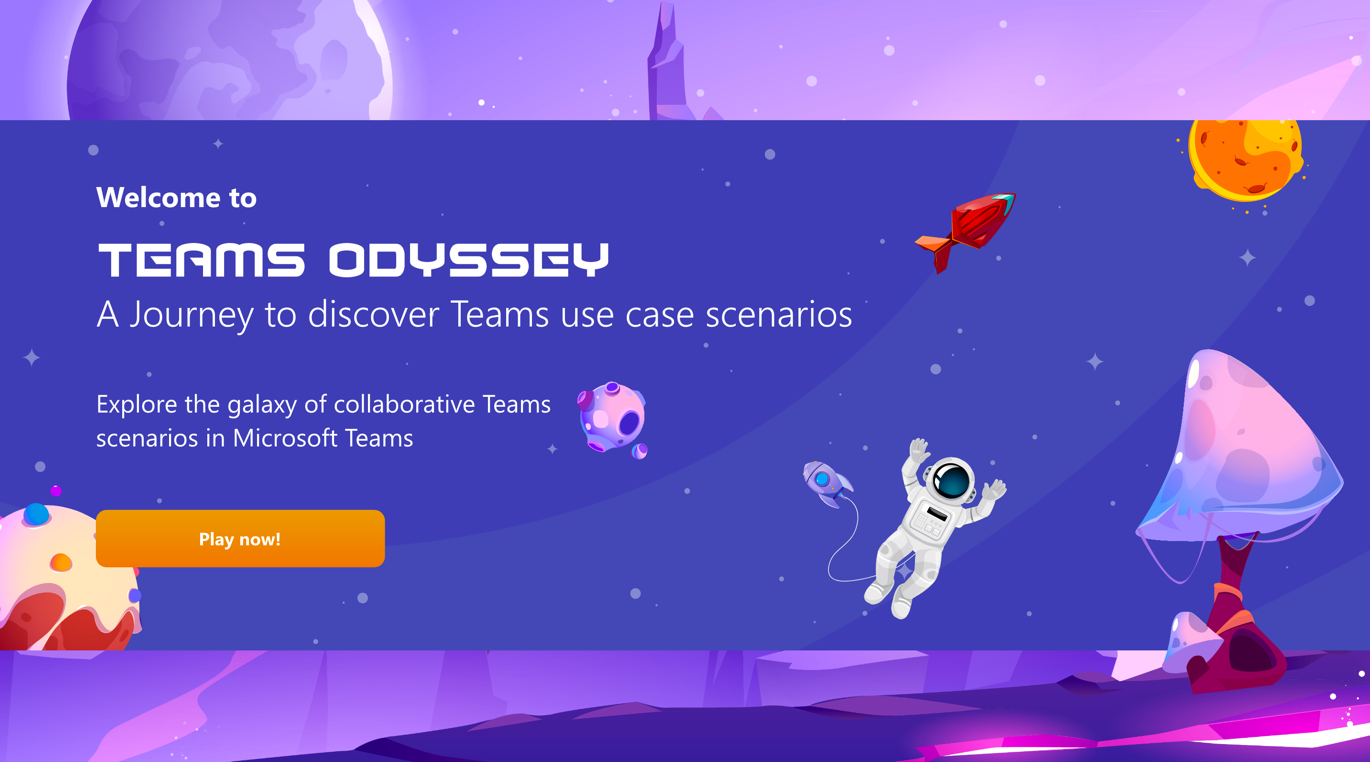 Welcome to
TEAMS ODYSSEY
A Journey to discover Teams use case scenarios
Explore the galaxy of collaborative Teams
scenarios in Microsoft Teams
Play now!